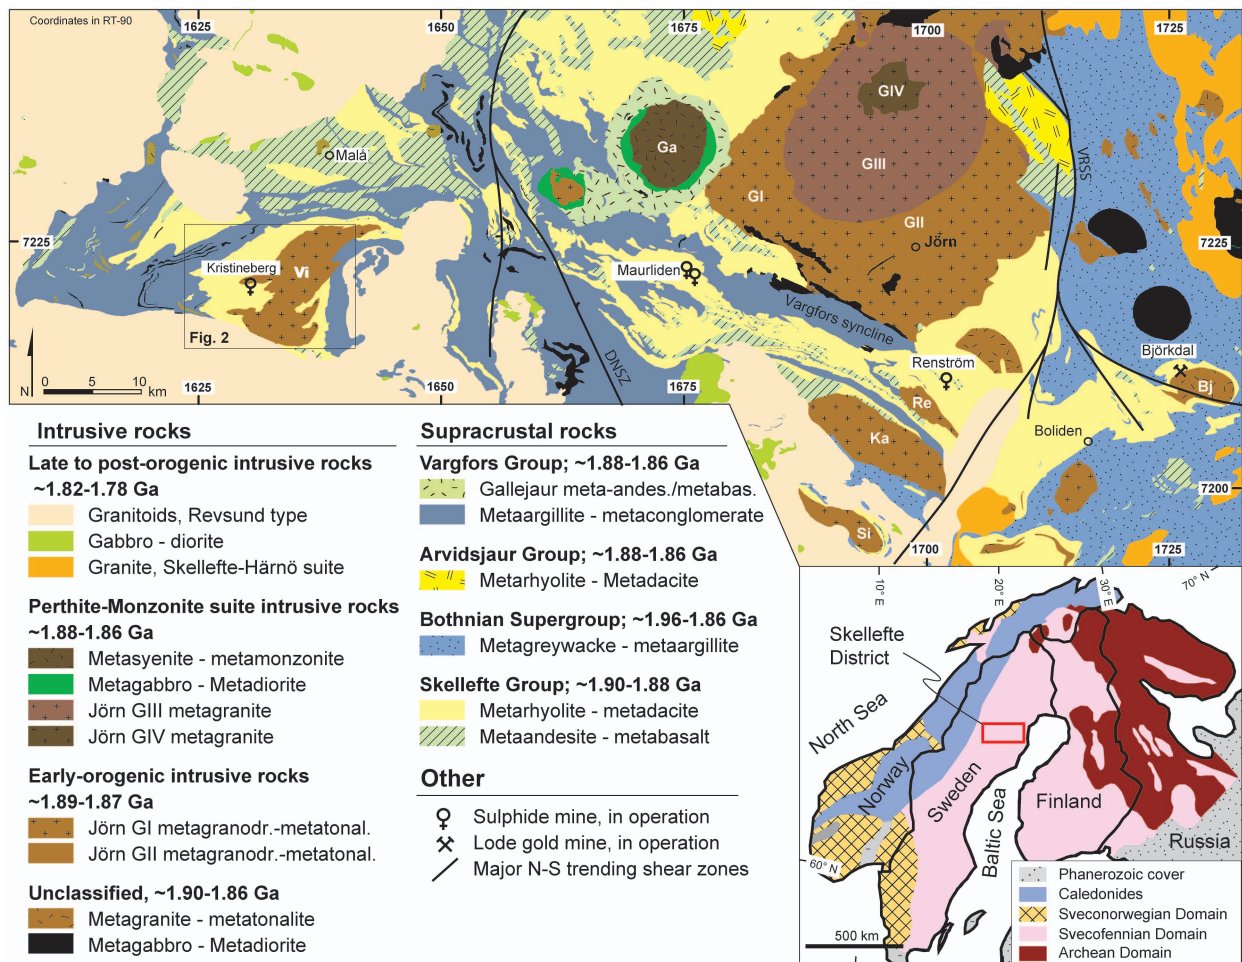 Coordinates in RT-90
1625
1650
1675
1700
1725
GIV
Ga
Malå
GIII
VRSS
GI
GII
Jörn
7225
7225
Kristineberg
Vi
Maurliden
Vargfors syncline
Fig. 2
DNSZ
Renström
Björkdal
Bj
Re
N
0 5 10 km
1625
1650
1675
Ka
Boliden
7200
Si
1700
1725
Intrusive rocks
Late to post-orogenic intrusive rocks
~1.82-1.78 Ga
Granitoids, Revsund type
Gabbro - diorite
Granite, Skellefte-Härnö suite
Perthite-Monzonite suite intrusive rocks
~1.88-1.86 Ga
Metasyenite - metamonzonite
Metagabbro - Metadiorite
Jörn GIII metagranite
Jörn GIV metagranite
Early-orogenic intrusive rocks
~1.89-1.87 Ga
Jörn GI metagranodr.-metatonal.
Jörn GII metagranodr.-metatonal.
Unclassified, ~1.90-1.86 Ga
Metagranite - metatonalite
Metagabbro - Metadiorite
Supracrustal rocks
Vargfors Group; ~1.88-1.86 Ga
Gallejaur meta-andes./metabas.
Metaargillite - metaconglomerate
Arvidsjaur Group; ~1.88-1.86 Ga
Metarhyolite - Metadacite
Bothnian Supergroup; ~1.96-1.86 Ga
Metagreywacke - metaargillite
Skellefte Group; ~1.90-1.88 Ga
Metarhyolite - metadacite
Metaandesite - metabasalt
Other
Sulphide mine, in operation
Lode gold mine, in operation
Major N-S trending shear zones
10° E
20° E
30° E
70° N
Skellefte
District
North Sea
Norway
Sweden
Baltic Sea
Finland
Russia
60° N
500 km
Phanerozoic cover
Caledonides
Sveconorwegian Domain
Svecofennian Domain
Archean Domain